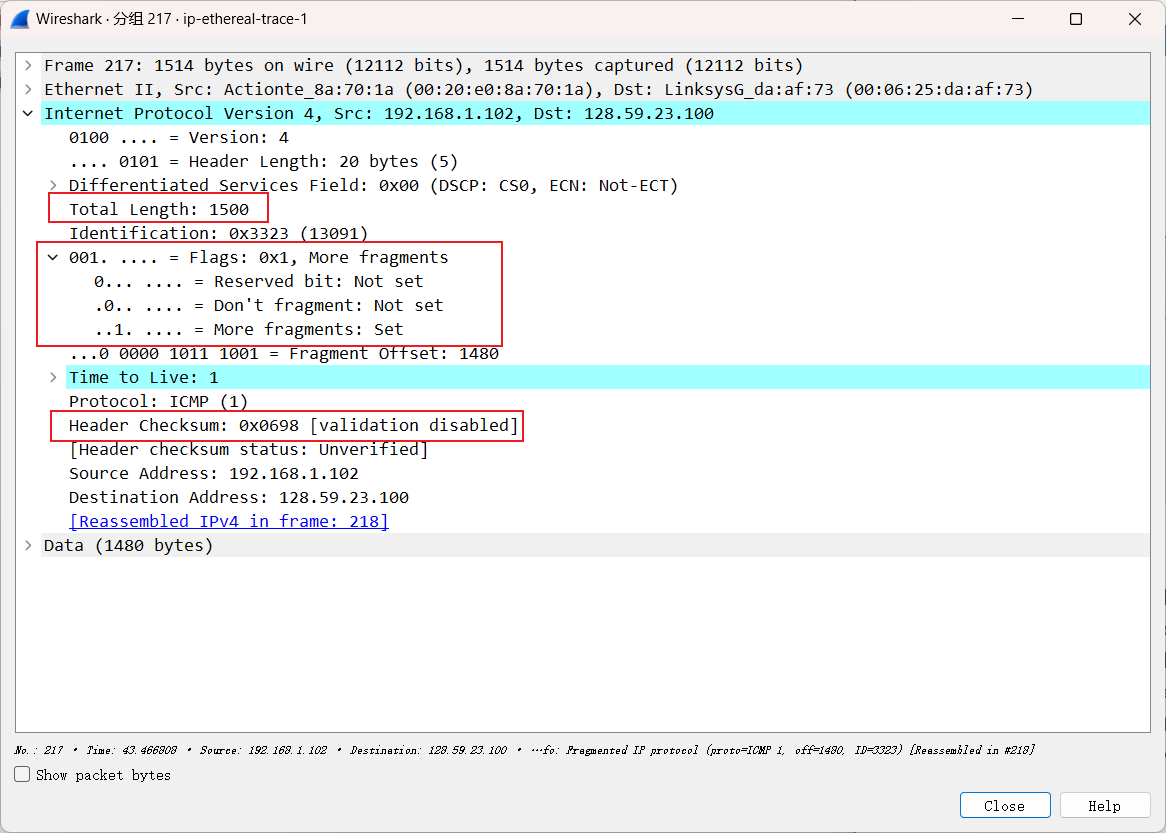 Wireshark · 分组 217 · ip-ethereal-trace-1
Frame 217: 1514 bytes on wire (12112 bits), 1514 bytes captured (12112 bits)
Ethernet II, Src: Actionte_8a:70:1a (00:20:e0:8a:70:1a), Dst: LinksysG_da:af:73 (00:06:25:da:af:73)
Internet Protocol Version 4, Src: 192.168.1.102, Dst: 128.59.23.100
0100 .... = Version: 4
.... 0101 = Header Length: 20 bytes (5)
Differentiated Services Field: 0x00 (DSCP: CS0, ECN: Not-ECT)
Total Length: 1500
Identification: 0x3323 (13091)
001. .... = Flags: 0x1, More fragments
0... .... = Reserved bit: Not set
.0.. .... = Don't fragment: Not set
..1. .... = More fragments: Set
...0 0000 1011 1001 = Fragment Offset: 1480
Time to Live: 1
Protocol: ICMP (1)
Header Checksum: 0x0698 [validation disabled]
[Header checksum status: Unverified]
Source Address: 192.168.1.102
Destination Address: 128.59.23.100
[Reassembled IPv4 in frame: 218]
Data (1480 bytes)
No.: 217 · Time: 43.466808 · Source: 192.168.1.102 · Destination: 128.59.23.100 · …fo: Fragmented IP protocol (proto=ICMP 1, off=1480, ID=3323) [Reassembled in #218]
Show packet bytes
Close
Help